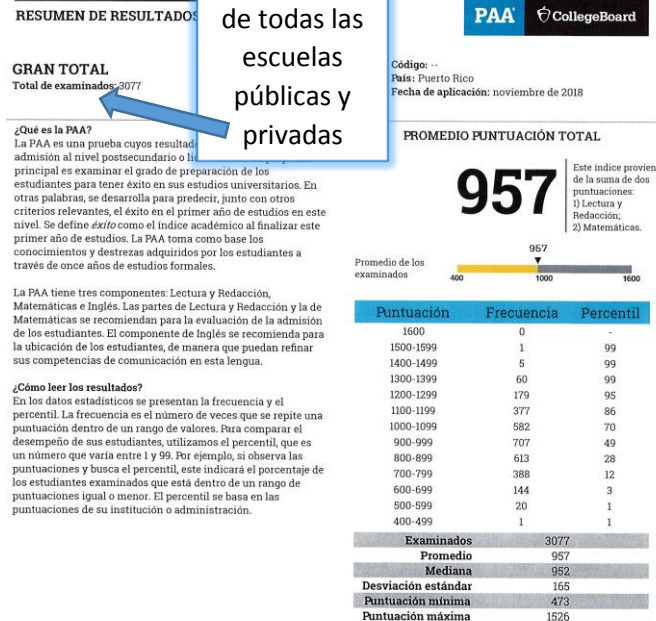 RESUMEN DE RESULTADOS
de todas las
escuelas
públicas y
privadas
PAA CollegeBoard
GRAN TOTAL
Total de examinados: 3077
Código: --
País: Puerto Rico
Fecha de aplicación: noviembre de 2018
¿Qué es la PAA?
La PAA es una prueba cuyos
admisión al nivel postsecundario o
principal es examinar el grado de preparación de los
estudiantes para tener éxito en sus estudios universitarios. En
otras palabras, se desarrolla para predecir, junto con otros
criterios relevantes, el éxito en el primer año de estudios en este
nivel. Se define éxito como el índice académico al finalizar este
primer año de estudios. La PAA toma como base los
conocimientos y destrezas adquiridos por los estudiantes a
través de once años de estudios formales.
La PAA tiene tres componentes: Lectura y Redacción,
Matemáticas e Inglés. Las partes de Lectura y Redacción y la de
Matemáticas se recomiendan para la evaluación de la admisión
de los estudiantes. El componente de Inglés se recomienda para
la ubicación de los estudiantes, de manera que puedan refinar
sus competencias de comunicación en esta lengua.
¿Cómo leer los resultados?
En los datos estadísticos se presentan la frecuencia y el
percentil. La frecuencia es el número de veces que se repite una
puntuación dentro de un rango de valores. Para comparar el
desempeño de sus estudiantes, utilizamos el percentil, que es
un número que varía entre 1 y 99. Por ejemplo, si observa las
puntuaciones y busca el percentil, este indicará el porcentaje de
los estudiantes examinados que está dentro de un rango de
puntuaciones igual o menor. El percentil se basa en las
puntuaciones de su institución o administración.
PROMEDIO PUNTUACIÓN TOTAL
957
Este índice provien
de la suma de dos
puntuaciones:
1) Lectura y
Redacción;
2) Matemáticas.
957
Promedio de los
examinados
400 1000 1600
Puntuación Frecuencia Percentil
1600 0 -
1500-1599 1 99
1400-1499 5 99
1300-1399 60 99
1200-1299 179 95
1100-1199 377 86
1000-1099 582 70
900-999 707 49
800-899 613 28
700-799 388 12
600-699 144 3
500-599 20 1
400-499 1 1
Examinados 3077
Promedio 957
Mediana 952
Desviación estándar 165
Puntuación mínima 473
Puntuación máxima 1526